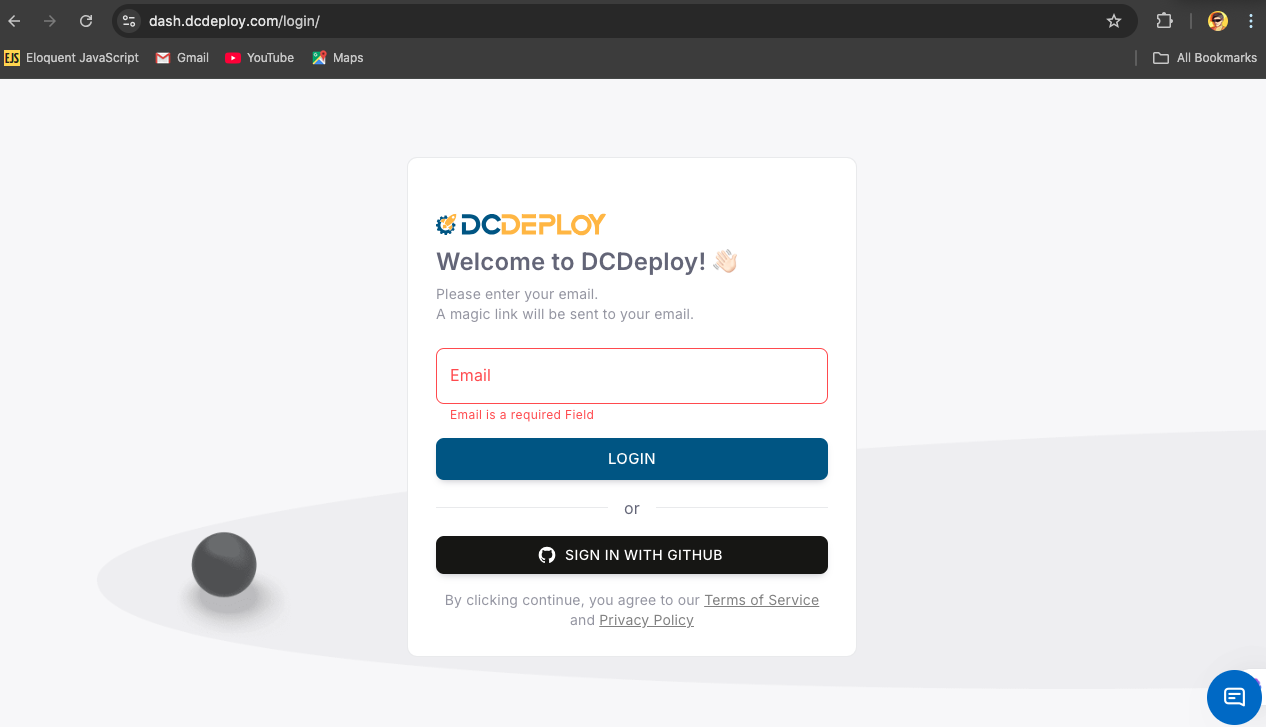 dash.dcdeploy.com/login/
EJS Eloquent JavaScript Gmail YouTube Maps All Bookmarks
DCDEPLOY
Welcome to DCDeploy! 👋🏻
Please enter your email.
A magic link will be sent to your email.
Email
Email is a required Field
LOGIN
or
SIGN IN WITH GITHUB
By clicking continue, you agree to our Terms of Service
and Privacy Policy